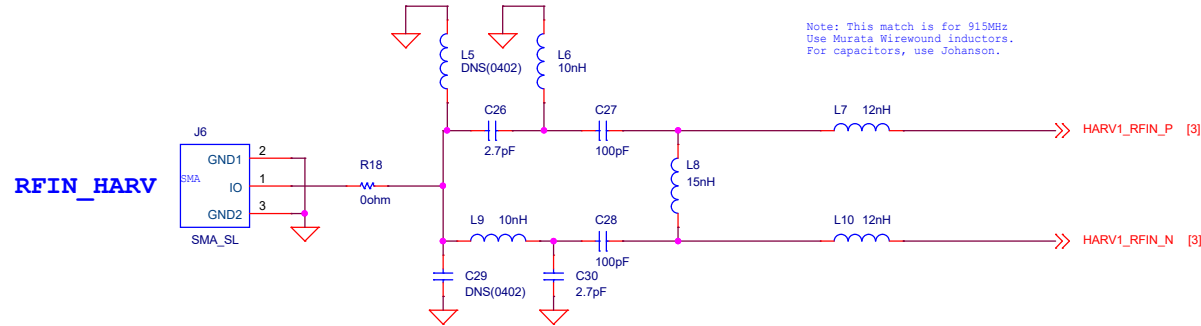 Note: This match is for 915MHz
Use Murata Wirewound inductors.
For capacitors, use Johanson.
L5
DNS(0402)
L6
10nH
C26
2.7pF
C27
100pF
L7 12nH
HARV1_RFIN_P [3]
J6
GND1 2
SMA IO 1
GND2 3
SMA_SL
RFIN_HARV
R18
0ohm
L8
15nH
L9 10nH
C28
100pF
L10 12nH
HARV1_RFIN_N [3]
C29
DNS(0402)
C30
2.7pF